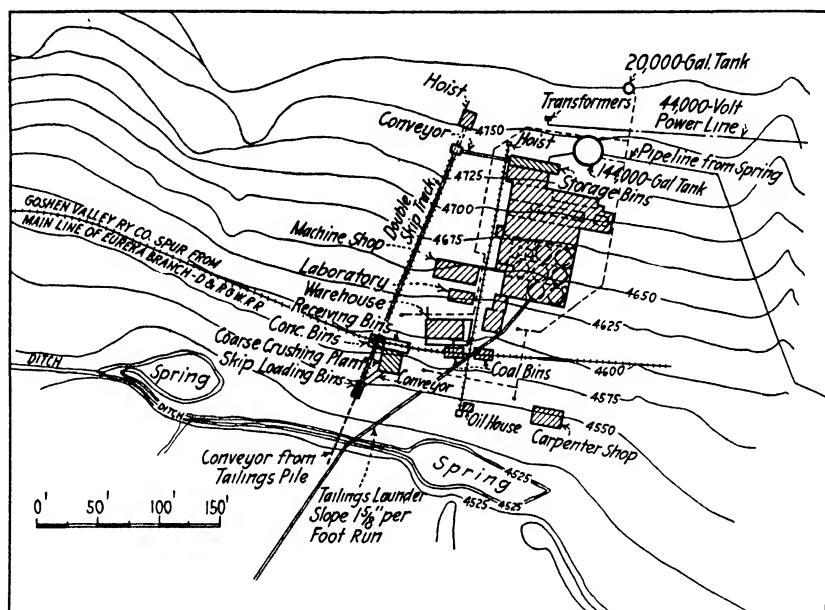 20,000-Gal. Tank
Hoist
Transformers
44,000-Volt
Power Line
Conveyor
4750
Hoist
Pipeline from Spring
4725
144,000-Gal Tank
Storage Bins
Double
Skip Track
4700
GOSHEN VALLEY RY CO. SPUR FROM
MAIN LINE OF EUREKA BRANCH-D & R G W. R R
Machine Shop
4675
Laboratory
4650
Warehouse
Receiving Bins
4625
Conc. Bins
Coarse Crushing Plant
Skip Loading Bins
Conveyor
Coal Bins
4600
DITCH
Spring
4575
DITCH
Oil House
4550
Carpenter Shop
Conveyor from
Tailings Pile
Spring
4525
4525
4525
0' 50' 100' 150'
Tailings Launder
Slope 1 5/8" per
Foot Run